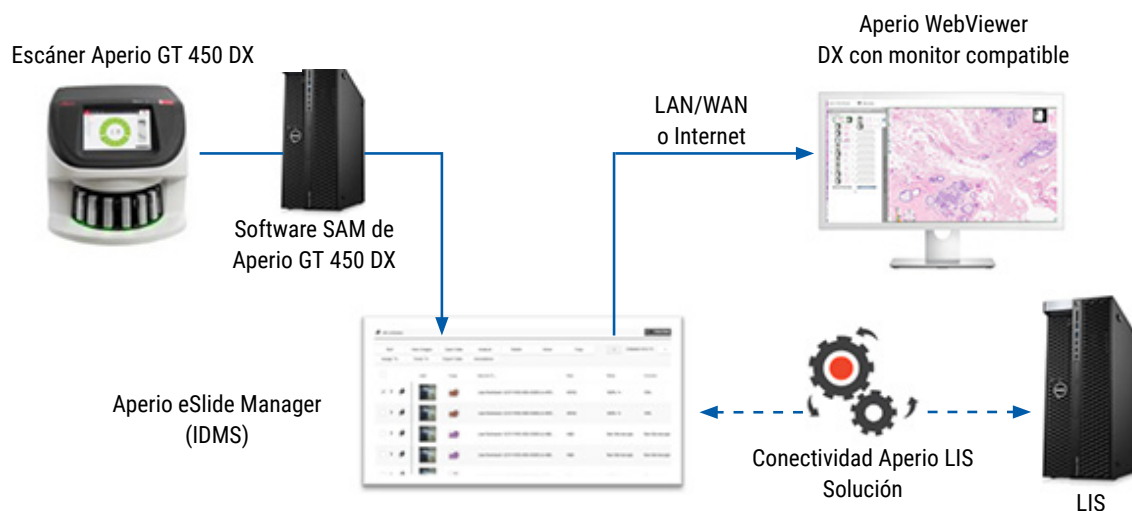 Escáner Aperio GT 450 DX
Software SAM de
Aperio GT 450 DX
LAN/WAN
o Internet
Aperio WebViewer
DX con monitor compatible
Aperio eSlide Manager
(IDMS)
Conectividad Aperio LIS
Solución
LIS